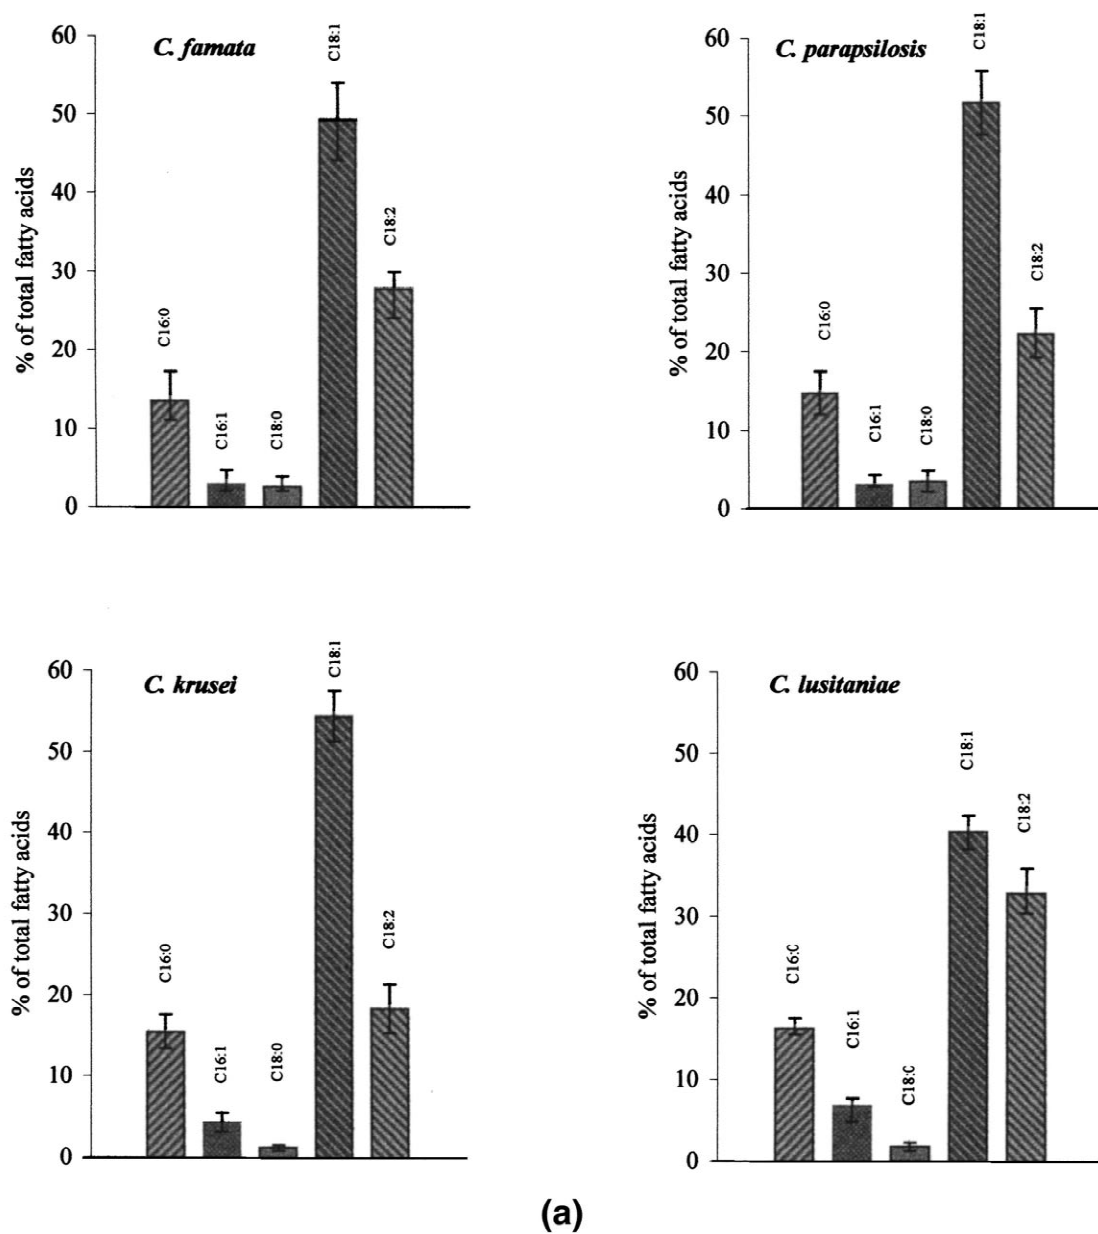 C. famata
% of total fatty acids
60
50
40
30
20
10
0
C16:0
C16:1
C18:0
C18:1
C18:2
C. parapsilosis
% of total fatty acids
60
50
40
30
20
10
0
C16:0
C16:1
C18:0
C18:1
C18:2
C. krusei
% of total fatty acids
60
50
40
30
20
10
0
C16:0
C16:1
C18:0
C18:1
C18:2
C. lusitaniae
% of total fatty acids
60
50
40
30
20
10
0
C16:C
C16:1
C18:C
C18:1
C18:2
(a)